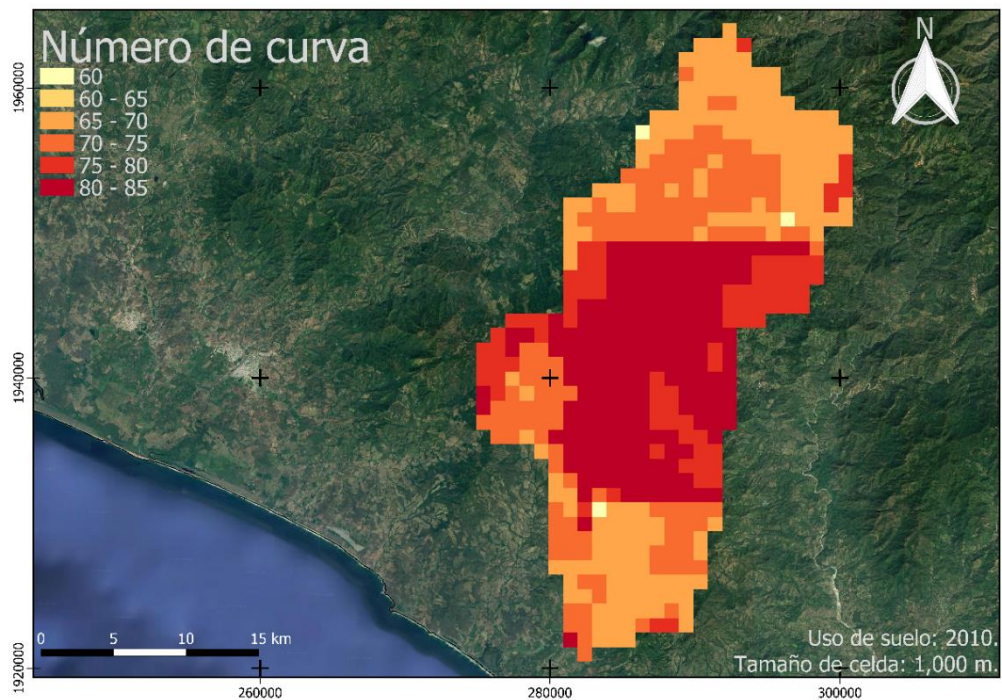 Número de curva
60
60 - 65
65 - 70
70 - 75
75 - 80
80 - 85
N
1960000
1940000
1920000
0 5 10 15 km
Uso de suelo: 2010.
Tamaño de celda: 1,000 m.
260000 280000 300000